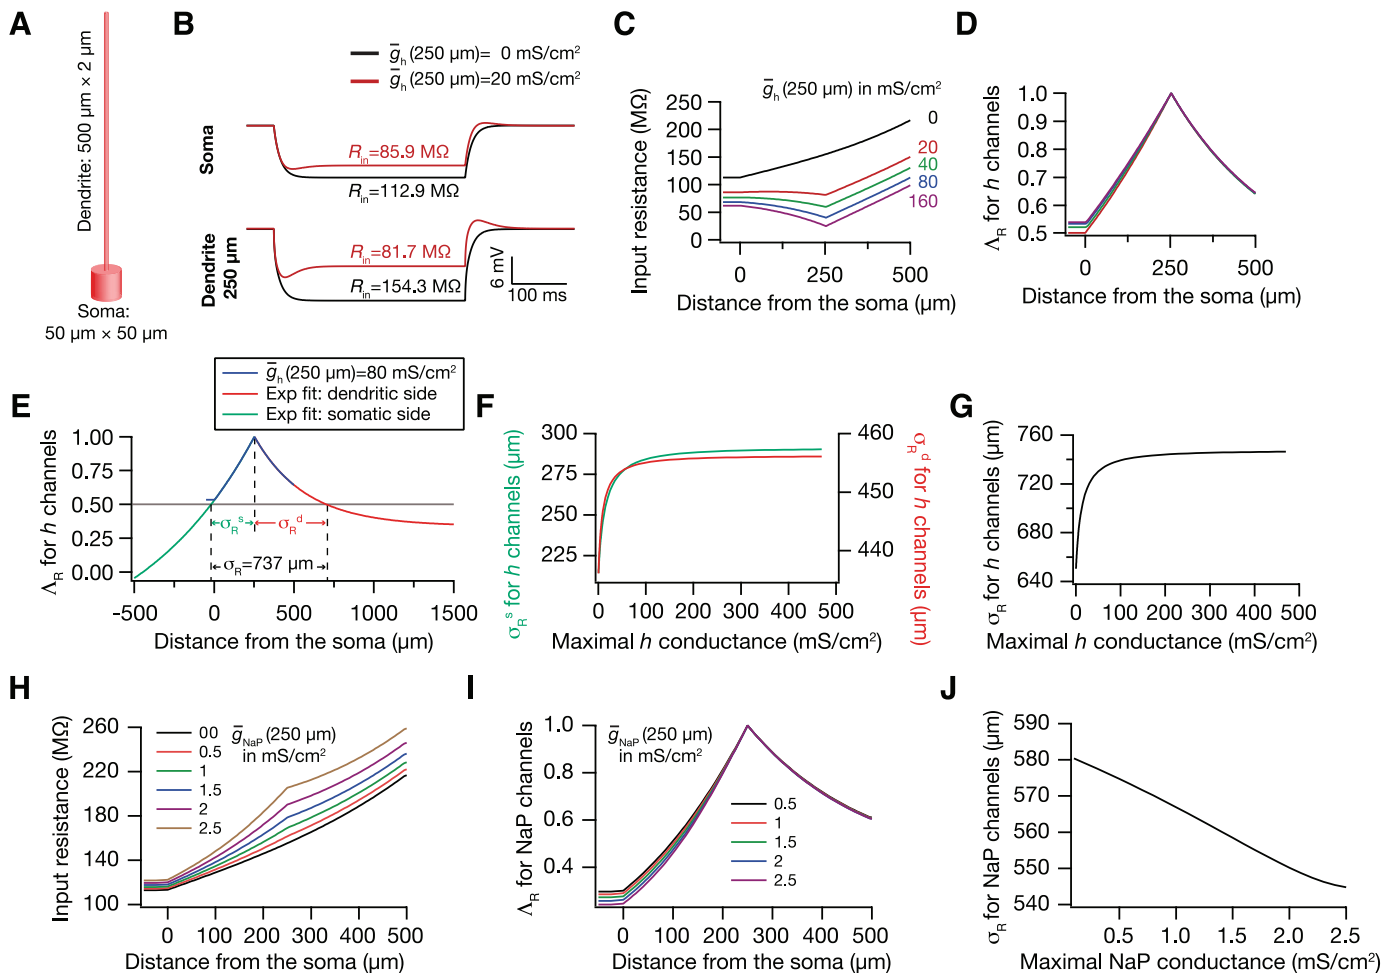 A
Dendrite: 500 µm × 2 µm
Soma:
50 µm × 50 µm
B
g̅h (250 µm)= 0 mS/cm²
g̅h (250 µm)=20 mS/cm²
Soma
Rin=85.9 MΩ
Rin=112.9 MΩ
Dendrite
250 µm
Rin=81.7 MΩ
Rin=154.3 MΩ
6 mV
100 ms
C
g̅h (250 µm) in mS/cm²
Input resistance (MΩ)
250
200
150
100
50
0
0
20
40
80
160
0 250 500
Distance from the soma (µm)
D
ΛR for h channels
1.0
0.9
0.8
0.7
0.6
0.5
0 250 500
Distance from the soma (µm)
g̅h (250 µm)=80 mS/cm²
Exp fit: dendritic side
Exp fit: somatic side
E
ΛR for h channels
1.00
0.75
0.50
0.25
0.00
σRs
σRd
σR=737 µm
-500 0 500 1000 1500
Distance from the soma (µm)
F
σRs for h channels (µm)
300
275
250
225
460
450
440
σRd for h channels (µm)
0 100 200 300 400 500
Maximal h conductance (mS/cm²)
G
σR for h channels (µm)
760
720
680
640
0 100 200 300 400 500
Maximal h conductance (mS/cm²)
H
Input resistance (MΩ)
260
220
180
140
100
00
0.5
1
1.5
2
2.5
g̅NaP (250 µm)
in mS/cm²
0 100 200 300 400 500
Distance from the soma (µm)
I
ΛR for NaP channels
1.0
0.8
0.6
0.4
g̅NaP (250 µm)
in mS/cm²
0.5
1
1.5
2
2.5
0 100 200 300 400 500
Distance from the soma (µm)
J
σR for NaP channels (µm)
590
580
570
560
550
540
0.5 1.0 1.5 2.0 2.5
Maximal NaP conductance (mS/cm²)